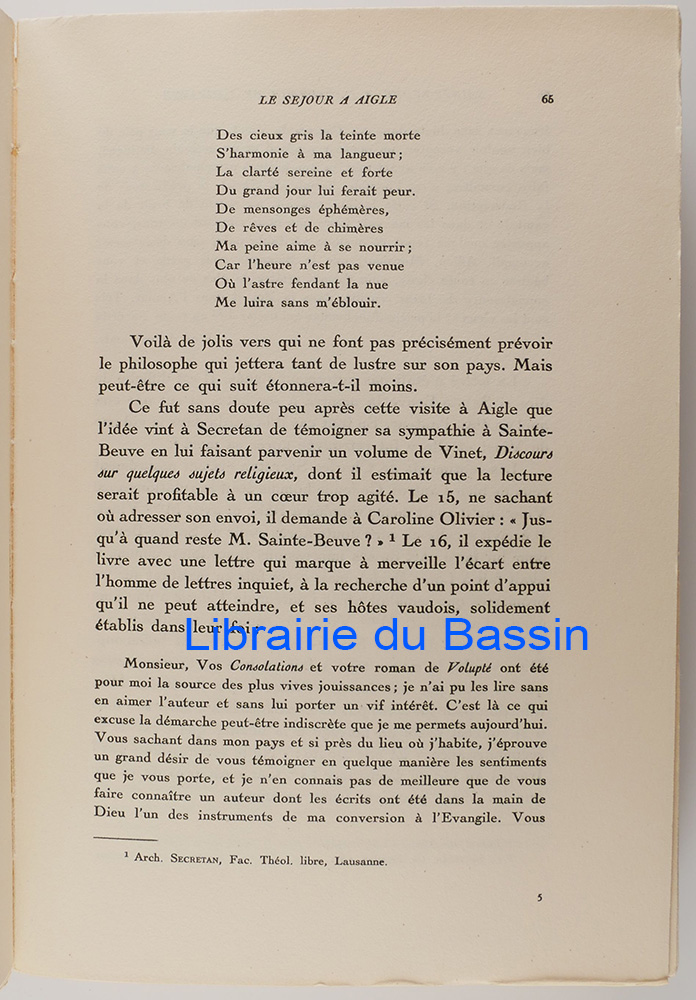 LE SEJOUR A AIGLE 65
Des cieux gris la teinte morte
S'harmonie à ma langueur ;
La clarté sereine et forte
Du grand jour lui ferait peur.
De mensonges éphémères,
De rêves et de chimères
Ma peine aime à se nourrir ;
Car l'heure n'est pas venue
Où l'astre fendant la nue
Me luira sans m'éblouir.
Voilà de jolis vers qui ne font pas précisément prévoir
le philosophe qui jettera tant de lustre sur son pays. Mais
peut-être ce qui suit étonnera-t-il moins.
Ce fut sans doute peu après cette visite à Aigle que
l'idée vint à Secretan de témoigner sa sympathie à Sainte-
Beuve en lui faisant parvenir un volume de Vinet, Discours
sur quelques sujets religieux, dont il estimait que la lecture
serait profitable à un cœur trop agité. Le 15, ne sachant
où adresser son envoi, il demande à Caroline Olivier : « Jus-
qu'à quand reste M. Sainte-Beuve ? » ¹ Le 16, il expédie le
livre avec une lettre qui marque à merveille l'écart entre
l'homme de lettres inquiet, à la recherche d'un point d'appui
qu'il ne peut atteindre, et ses hôtes vaudois, solidement
établis dans leur foi :
Librairie du Bassin
Monsieur, Vos Consolations et votre roman de Volupté ont été
pour moi la source des plus vives jouissances ; je n'ai pu les lire sans
en aimer l'auteur et sans lui porter un vif intérêt. C'est là ce qui
excuse la démarche peut-être indiscrète que je me permets aujourd'hui.
Vous sachant dans mon pays et si près du lieu où j'habite, j'éprouve
un grand désir de vous témoigner en quelque manière les sentiments
que je vous porte, et je n'en connais pas de meilleure que de vous
faire connaître un auteur dont les écrits ont été dans la main de
Dieu l'un des instruments de ma conversion à l'Evangile. Vous
¹ Arch. SECRETAN, Fac. Théol. libre, Lausanne.
5